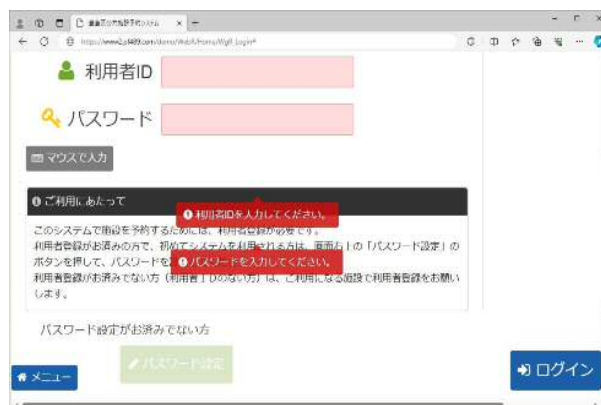 利用者ID
パスワード
マウスで入力
ご利用にあたって
利用者IDを入力してください。
このシステムで施設を予約するためには、利用者登録が必要です。
利用者登録がお済みの方で、初めてシステムを利用される方は、画面右上の「パスワード設定」の
ボタンを押して、パスワードを
パスワードを入力してください。
利用者登録がお済みでない方(利用者IDのない方)は、ご利用になる施設で利用者登録をお願い
します。
パスワード設定がお済みでない方
パスワード設定
メニュー
ログイン